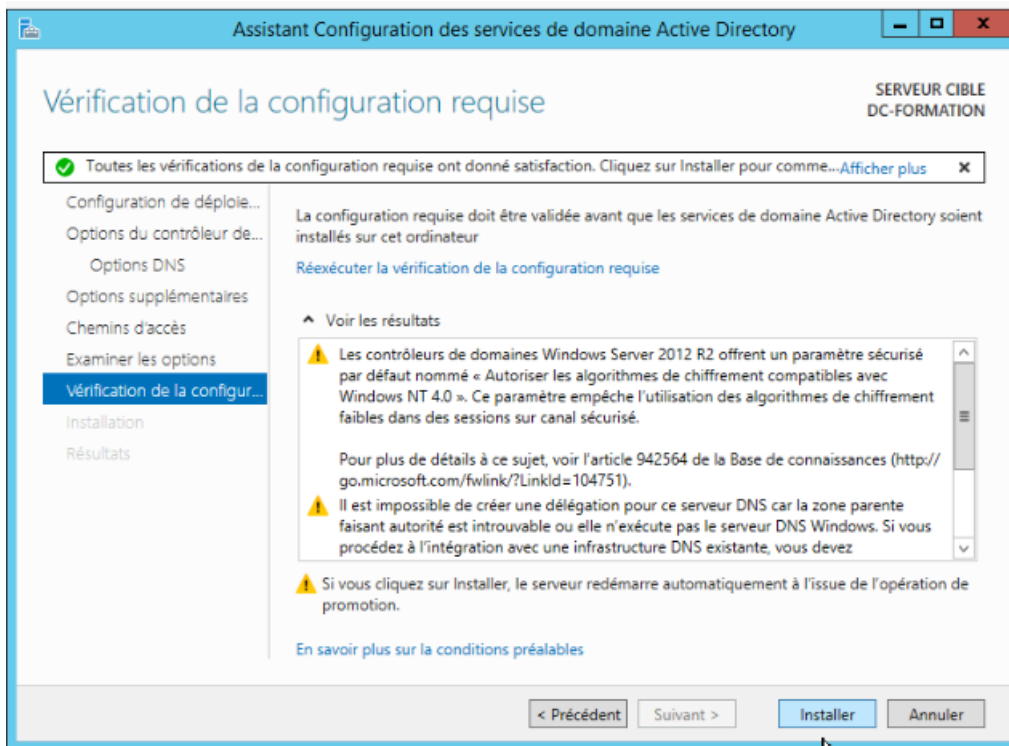 Assistant Configuration des services de domaine Active Directory
Vérification de la configuration requise
SERVEUR CIBLE
DC-FORMATION
Toutes les vérifications de la configuration requise ont donné satisfaction. Cliquez sur Installer pour comme...Afficher plus
Configuration de déploie...
Options du contrôleur de...
Options DNS
Options supplémentaires
Chemins d'accès
Examiner les options
Vérification de la configur...
Installation
Résultats
La configuration requise doit être validée avant que les services de domaine Active Directory soient
installés sur cet ordinateur
Réexécuter la vérification de la configuration requise
Voir les résultats
Les contrôleurs de domaines Windows Server 2012 R2 offrent un paramètre sécurisé
par défaut nommé « Autoriser les algorithmes de chiffrement compatibles avec
Windows NT 4.0 ». Ce paramètre empêche l'utilisation des algorithmes de chiffrement
faibles dans des sessions sur canal sécurisé.
Pour plus de détails à ce sujet, voir l'article 942564 de la Base de connaissances (http://
go.microsoft.com/fwlink/?LinkId=104751).
Il est impossible de créer une délégation pour ce serveur DNS car la zone parente
faisant autorité est introuvable ou elle n'exécute pas le serveur DNS Windows. Si vous
procédez à l'intégration avec une infrastructure DNS existante, vous devez
Si vous cliquez sur Installer, le serveur redémarre automatiquement à l'issue de l'opération de
promotion.
En savoir plus sur la conditions préalables
< Précédent
Suivant >
Installer
Annuler